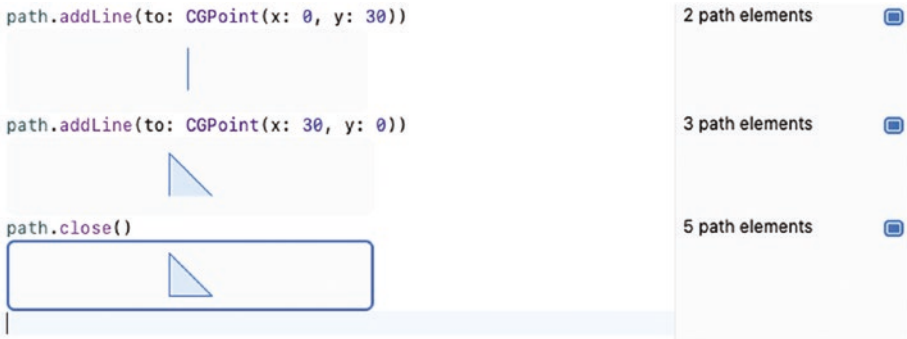 path.addLine(to: CGPoint(x: 0, y: 30)) 2 path elements
path.addLine(to: CGPoint(x: 30, y: 0)) 3 path elements
path.close() 5 path elements